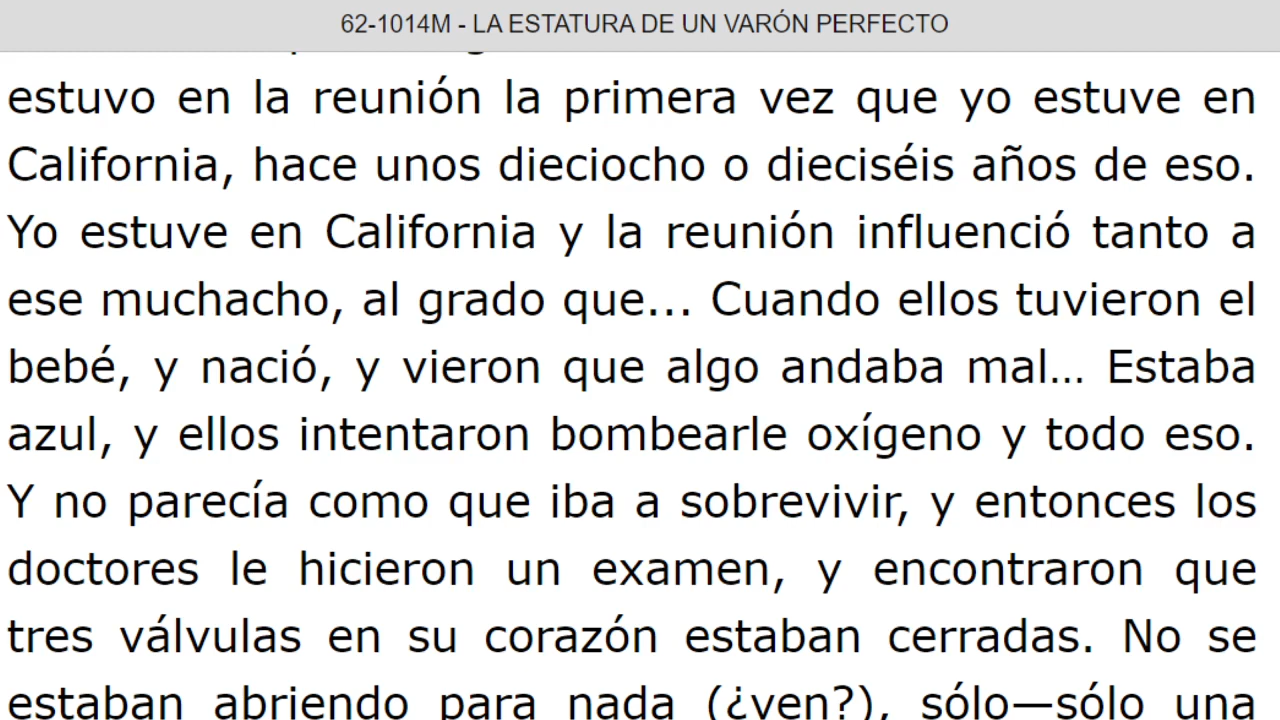 62-1014M - LA ESTATURA DE UN VARÓN PERFECTO
estuvo en la reunión la primera vez que yo estuve en
California, hace unos dieciocho o dieciséis años de eso.
Yo estuve en California y la reunión influenció tanto a
ese muchacho, al grado que... Cuando ellos tuvieron el
bebé, y nació, y vieron que algo andaba mal... Estaba
azul, y ellos intentaron bombearle oxígeno y todo eso.
Y no parecía como que iba a sobrevivir, y entonces los
doctores le hicieron un examen, y encontraron que
tres válvulas en su corazón estaban cerradas. No se
estaban abriendo para nada (¿ven?), sólo—sólo una